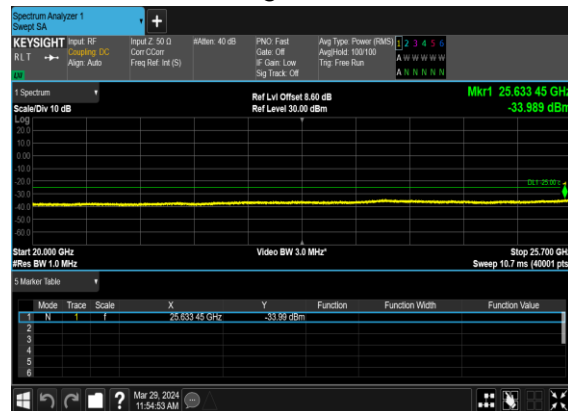 Spectrum Analyzer 1
Swept SA
KEYSIGHT Input: RF Input Z: 50 Ω #Atten: 40 dB PNO: Fast Avg Type: Power (RMS) 1 2 3 4 5 6
RLT Coupling: DC Corr CCorr Gate: Off Avg|Hold: 100/100 A W W W W W
Align: Auto Freq Ref: Int (S) IF Gain: Low Trig: Free Run
Sig Track: Off A N N N N N
LW
1 Spectrum Ref Lvl Offset 8.60 dB Mkr1 25.633 45 GHz
Scale/Div 10 dB Ref Level 30.00 dBm -33.989 dBm
Log
20.0
10.0
0.00
-10.0
-20.0
DL1 -25.00
-30.0
-40.0
-50.0
-60.0
Start 20.000 GHz Video BW 3.0 MHz* Stop 25.700 GHz
#Res BW 1.0 MHz Sweep 10.7 ms (40001 pts
5 Marker Table
Mode Trace Scale X Y Function Function Width Function Value
1 N 1 f 25.633 45 GHz -33.99 dBm
2
3
4
5
6
? Mar 29, 2024
11:54:53 AM